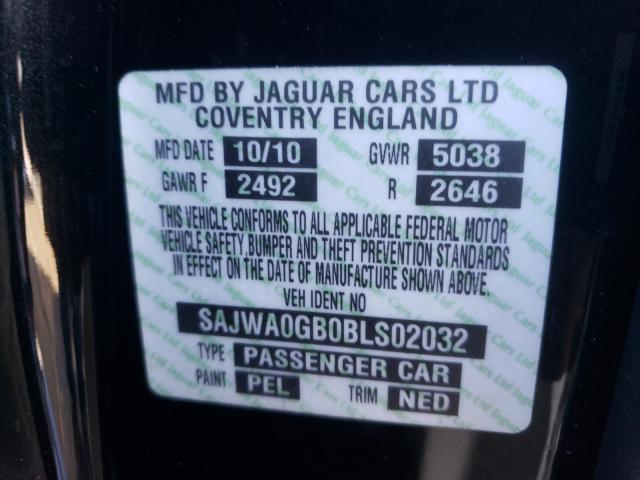 MFD BY JAGUAR CARS LTD
COVENTRY ENGLAND
MFD DATE 10/10 GVWR 5038
GAWR F 2492 R 2646
THIS VEHICLE CONFORMS TO ALL APPLICABLE FEDERAL MOTOR
VEHICLE SAFETY, BUMPER AND THEFT PREVENTION STANDARDS
IN EFFECT ON THE DATE OF MANUFACTURE SHOWN ABOVE.
VEH IDENT NO
SAJWA0GB0BLS02032
TYPE PASSENGER CAR
PAINT PEL TRIM NED